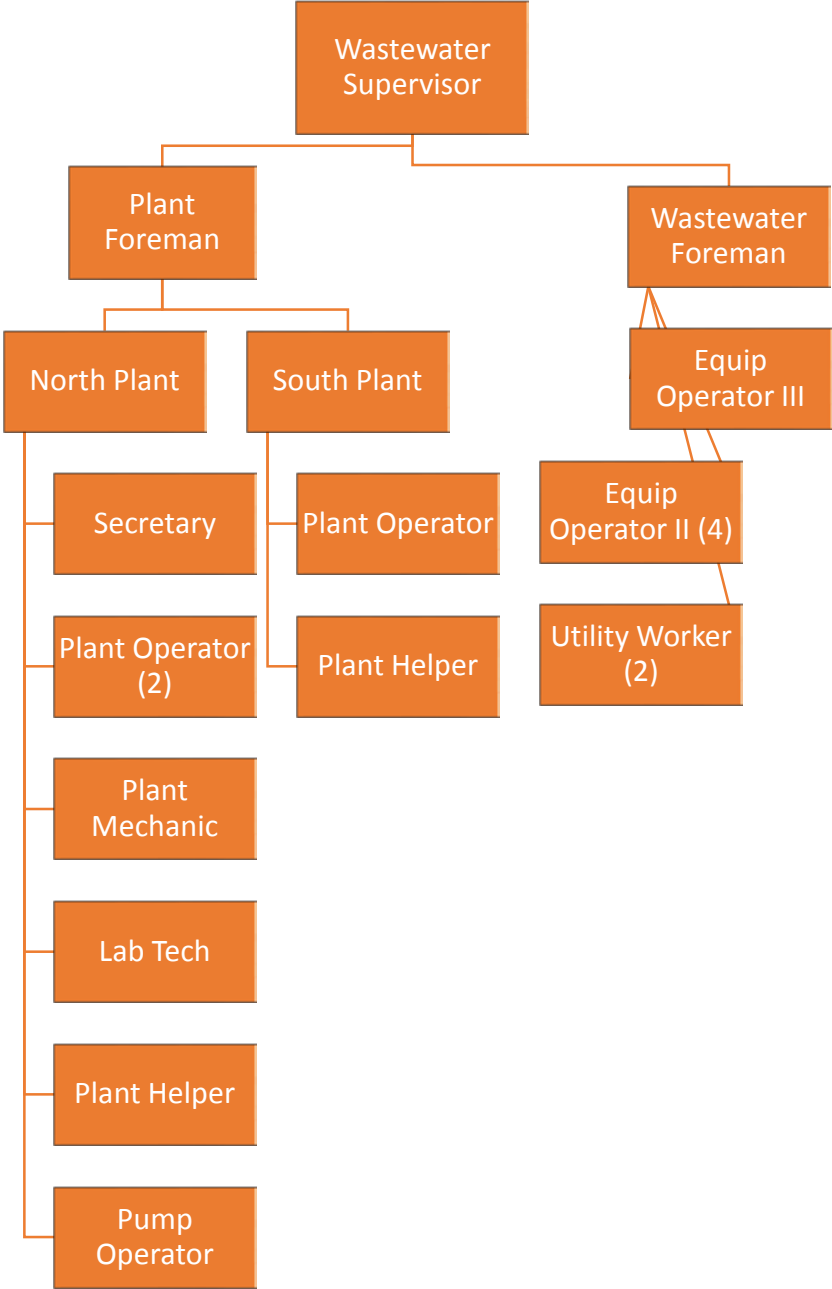 Wastewater
Supervisor
Plant
Foreman
Wastewater
Foreman
North Plant
South Plant
Equip
Operator III
Secretary
Plant Operator
Equip
Operator II (4)
Plant Operator
(2)
Plant Helper
Utility Worker
(2)
Plant
Mechanic
Lab Tech
Plant Helper
Pump
Operator